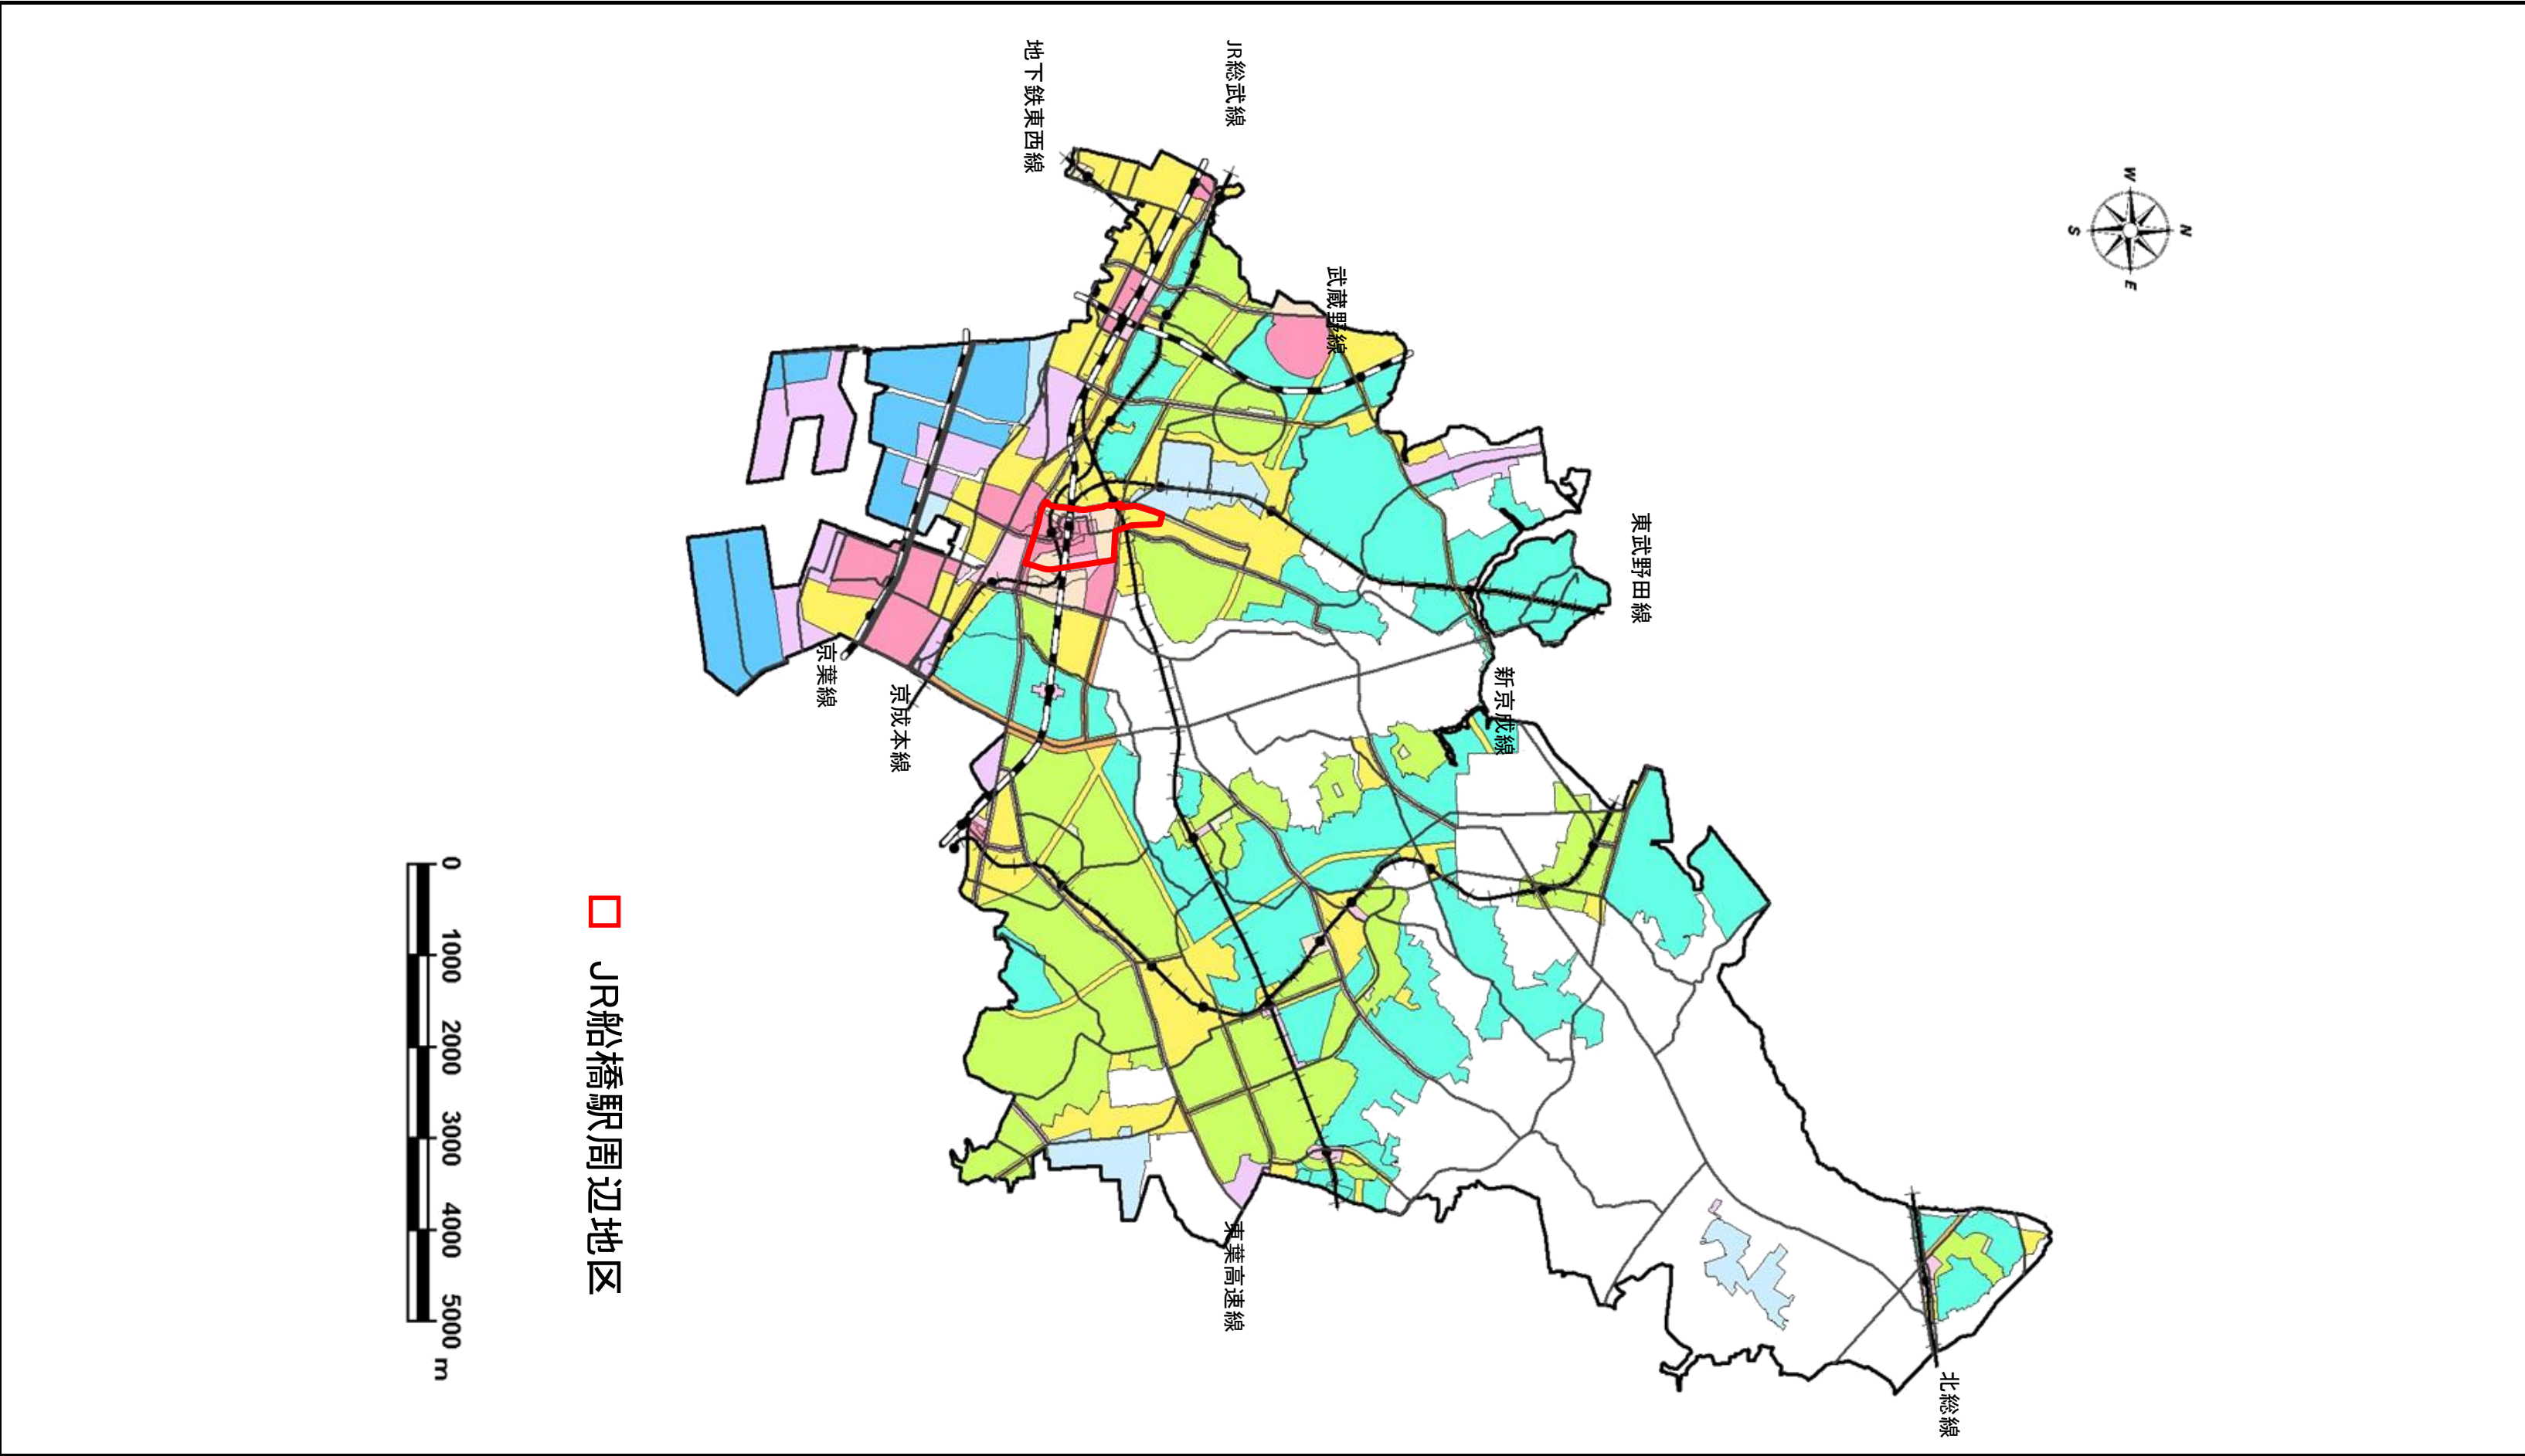 地下鉄東西線
JR総武線
武蔵野線
東武野田線
新京成線
京葉線
京成本線
東葉高速線
北総線
W
N
S
E
JR船橋駅周辺地区
0
1000
2000
3000
4000
5000
m